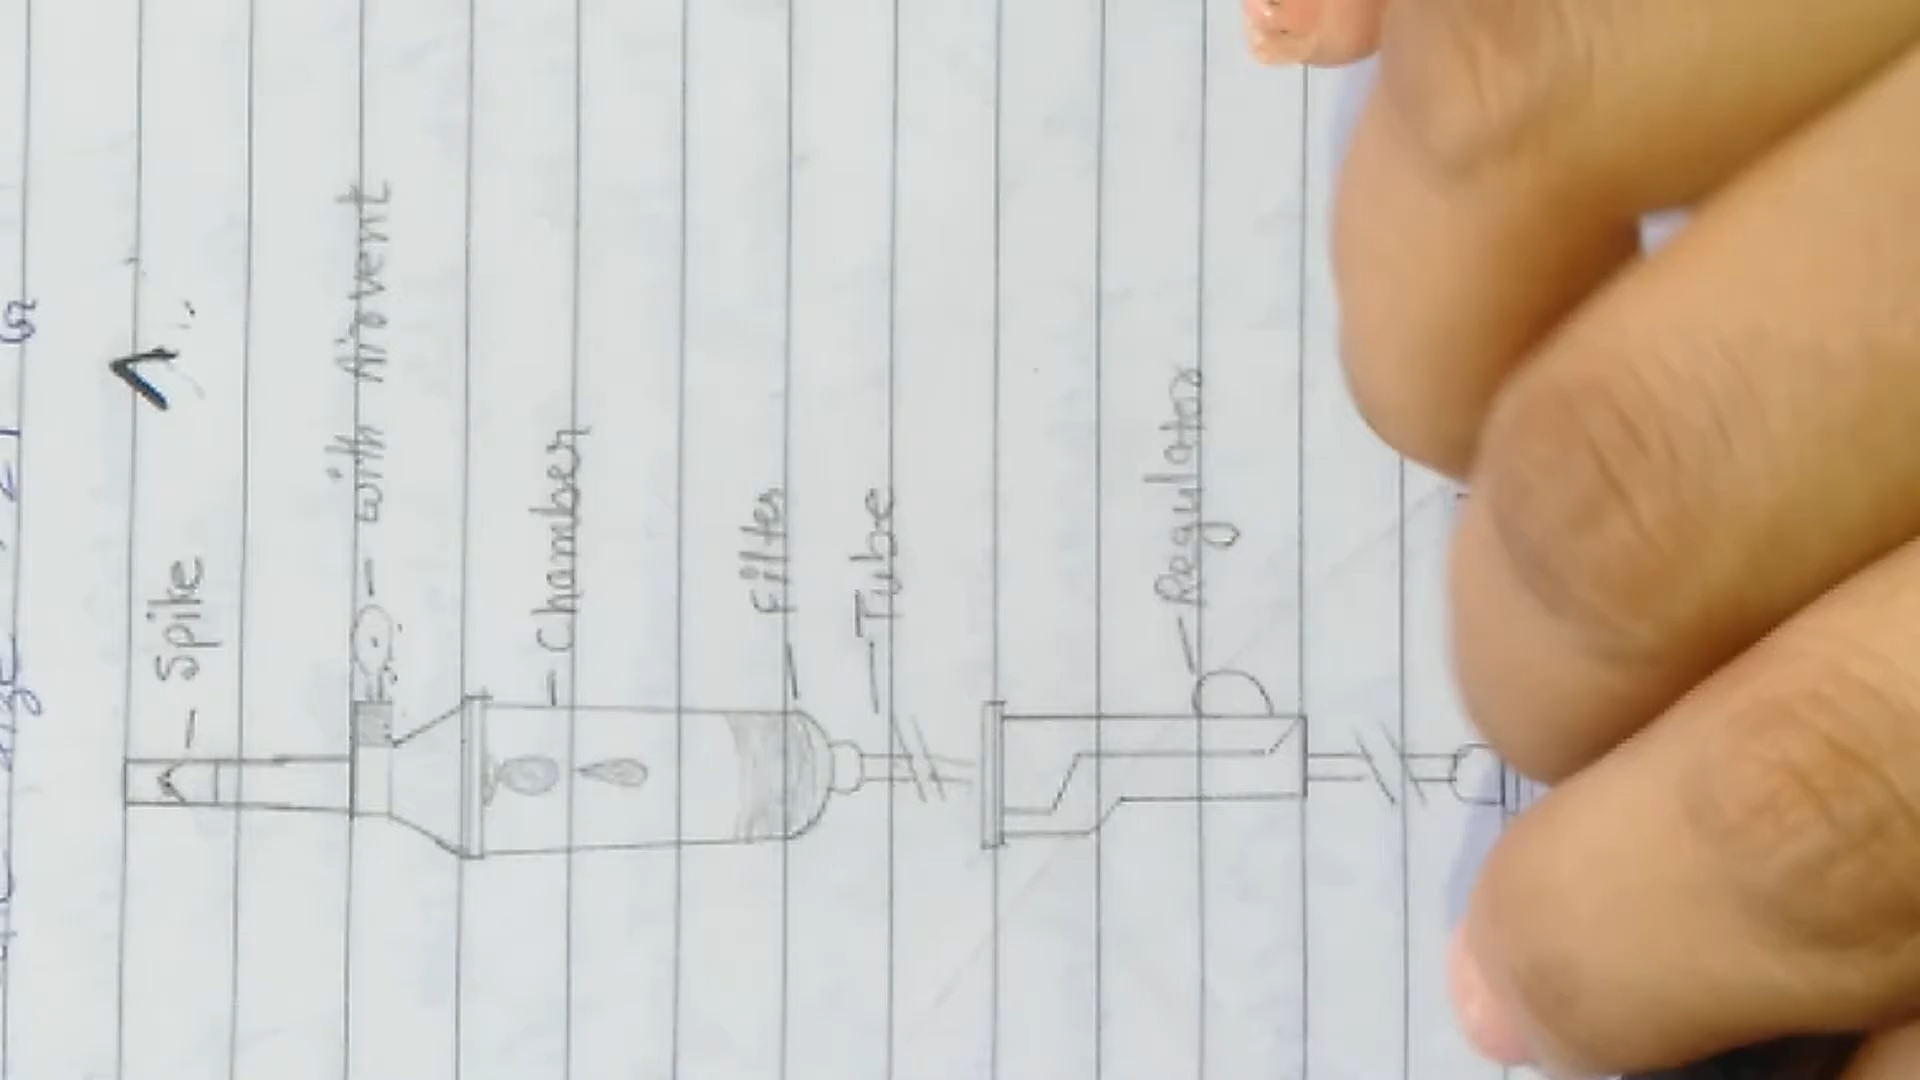 Spike
with Airvent
Chamber
Filter
Tube
Regulator